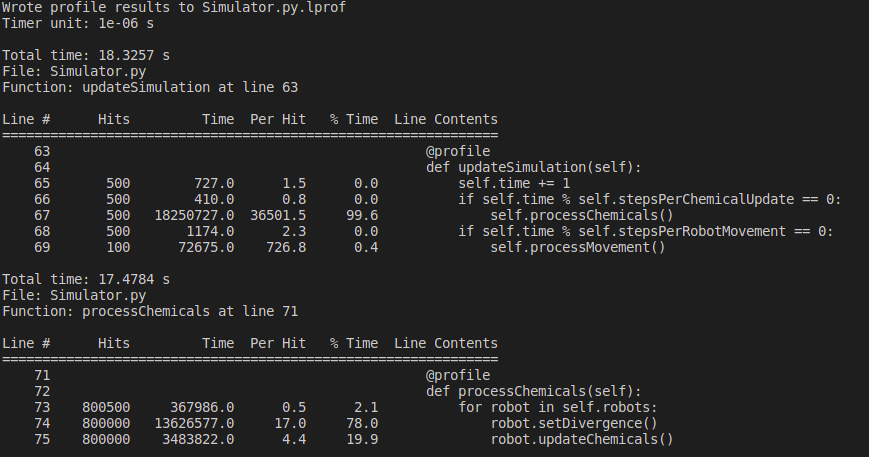 Wrote profile results to Simulator.py.lprof
Timer unit: 1e-06 s
Total time: 18.3257 s
File: Simulator.py
Function: updateSimulation at line 63
Line #      Hits         Time  Per Hit   % Time  Line Contents
==============================================================
    63                                           @profile
    64                                           def updateSimulation(self):
    65       500        727.0      1.5      0.0      self.time += 1
    66       500        410.0      0.8      0.0      if self.time % self.stepsPerChemicalUpdate == 0:
    67       500   18250727.0  36501.5     99.6          self.processChemicals()
    68       500       1174.0      2.3      0.0      if self.time % self.stepsPerRobotMovement == 0:
    69       100      72675.0    726.8      0.4          self.processMovement()
Total time: 17.4784 s
File: Simulator.py
Function: processChemicals at line 71
Line #      Hits         Time  Per Hit   % Time  Line Contents
==============================================================
    71                                           @profile
    72                                           def processChemicals(self):
    73    800500     367986.0      0.5      2.1      for robot in self.robots:
    74    800000   13626577.0     17.0     78.0          robot.setDivergence()
    75    800000    3483822.0      4.4     19.9          robot.updateChemicals()